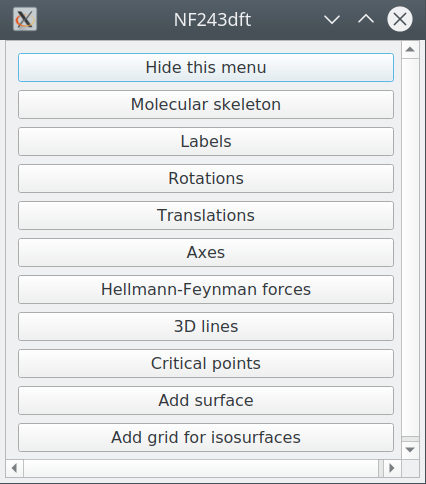 NF243dft
Hide this menu
Molecular skeleton
Labels
Rotations
Translations
Axes
Hellmann-Feynman forces
3D lines
Critical points
Add surface
Add grid for isosurfaces